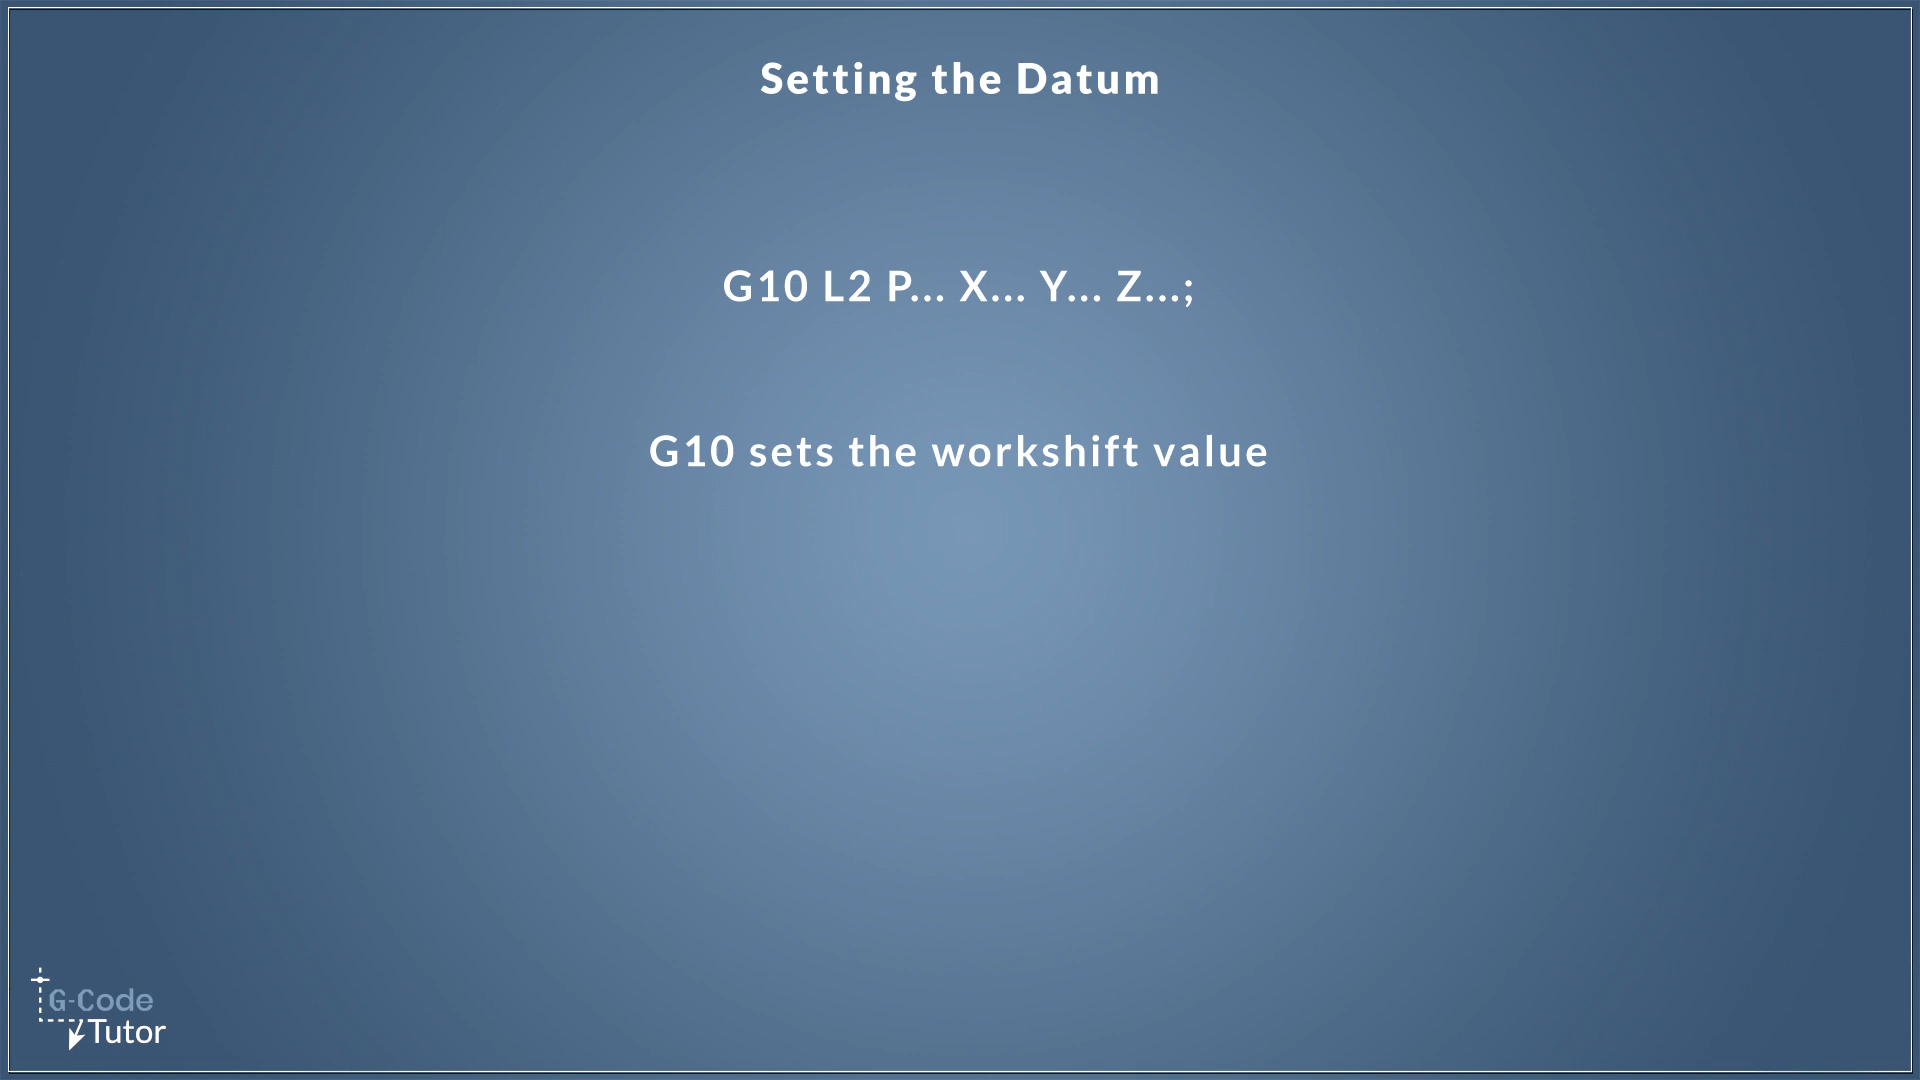 Setting the Datum
G10 L2 P... X... Y... Z...;
G10 sets the workshift value
G-Code
Tutor